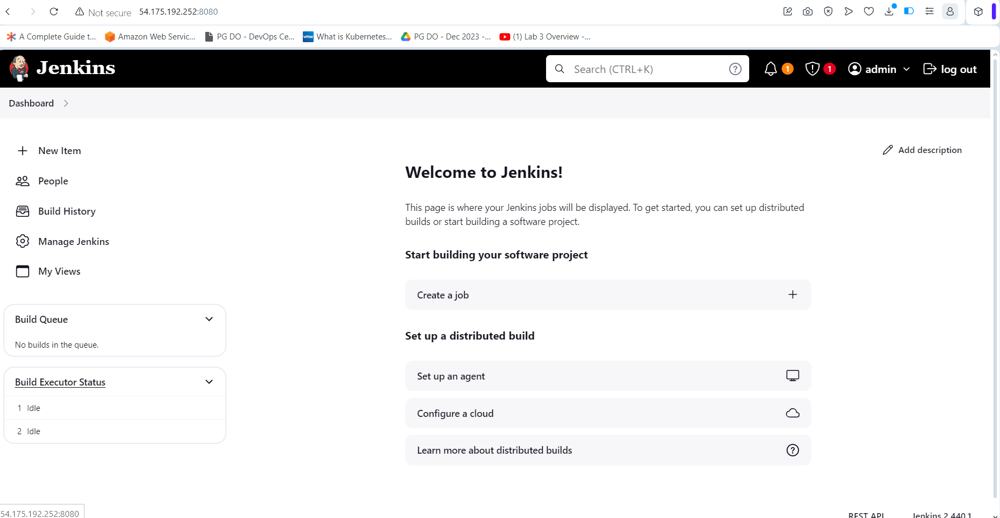 Not secure 54.175.192.252:8080
A Complete Guide t... Amazon Web Servic... PG DO - DevOps Ce... vmw What is Kubernetes... PG DO - Dec 2023 -... (1) Lab 3 Overview -...
Jenkins
Search (CTRL+K) ? 1 1 admin log out
Dashboard
New Item
People
Build History
Manage Jenkins
My Views
Build Queue
No builds in the queue.
Build Executor Status
1 Idle
2 Idle
Add description
Welcome to Jenkins!
This page is where your Jenkins jobs will be displayed. To get started, you can set up distributed
builds or start building a software project.
Start building your software project
Create a job
Set up a distributed build
Set up an agent
Configure a cloud
Learn more about distributed builds ?
54.175.192.252:8080
REST API Jenkins 2.440.1